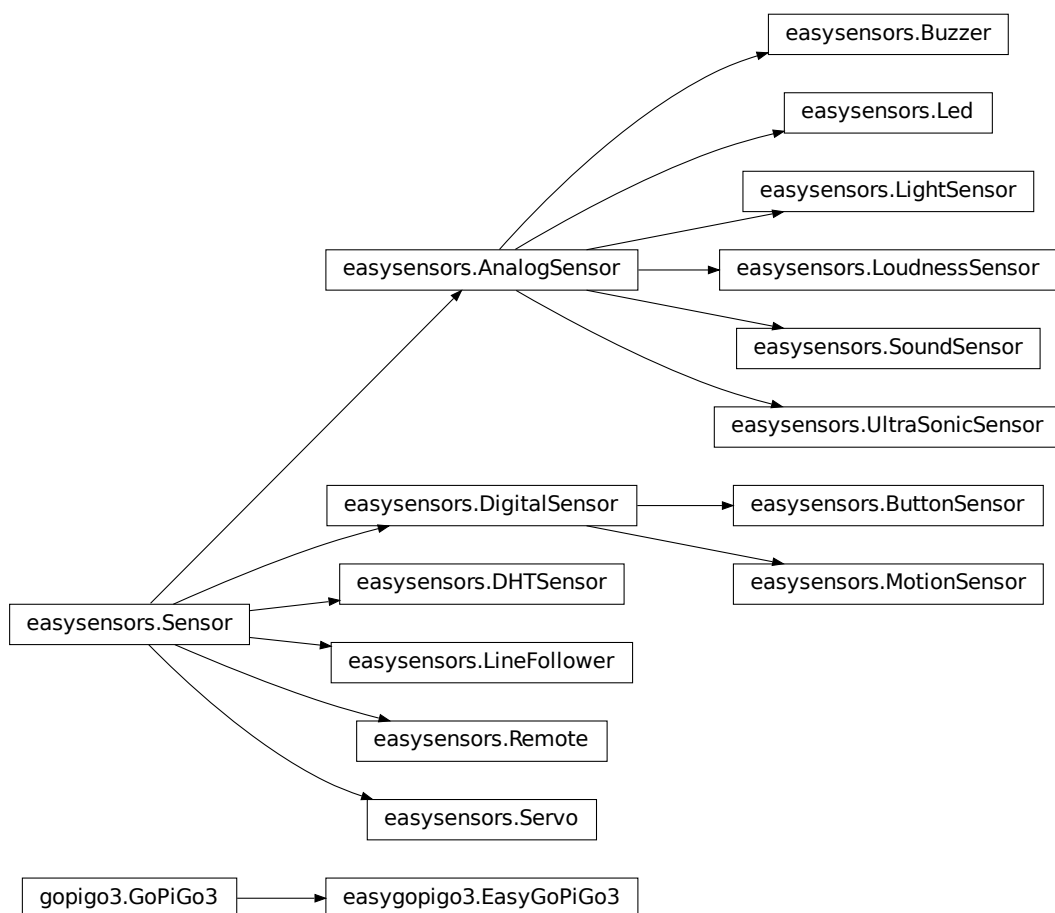 easysensors.Buzzer
easysensors.Led
easysensors.LightSensor
easysensors.AnalogSensor
easysensors.LoudnessSensor
easysensors.SoundSensor
easysensors.UltraSonicSensor
easysensors.DigitalSensor
easysensors.ButtonSensor
easysensors.DHTSensor
easysensors.MotionSensor
easysensors.Sensor
easysensors.LineFollower
easysensors.Remote
easysensors.Servo
gopigo3.GoPiGo3
easygopigo3.EasyGoPiGo3